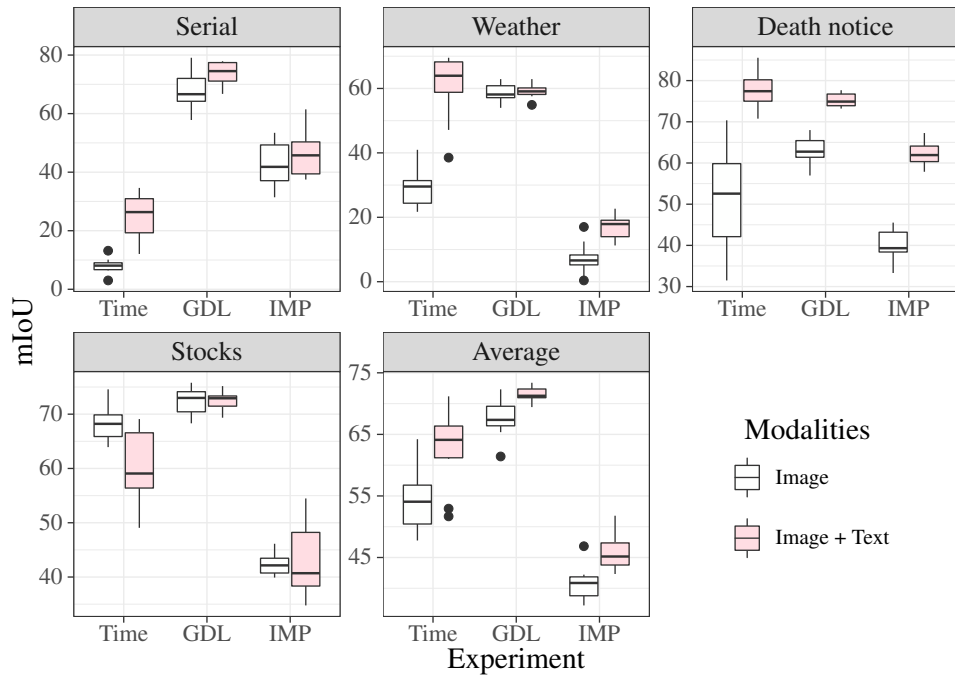 Serial
Weather
Death notice
80
60
40
20
0
60
40
20
0
80
70
60
50
40
30
Time GDL IMP
Time GDL IMP
Time GDL IMP
mIoU
Stocks
Average
70
60
50
40
75
65
55
45
Time GDL IMP
Time GDL IMP
Experiment
Modalities
Image
Image + Text